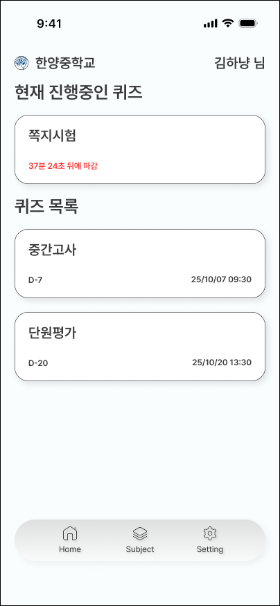 9:41
한양중학교 김하냥 님
현재 진행중인 퀴즈
쪽지시험
37분 24초 뒤에 마감
퀴즈 목록
중간고사
D-7 25/10/07 09:30
단원평가
D-20 25/10/20 13:30
Home Subject Setting